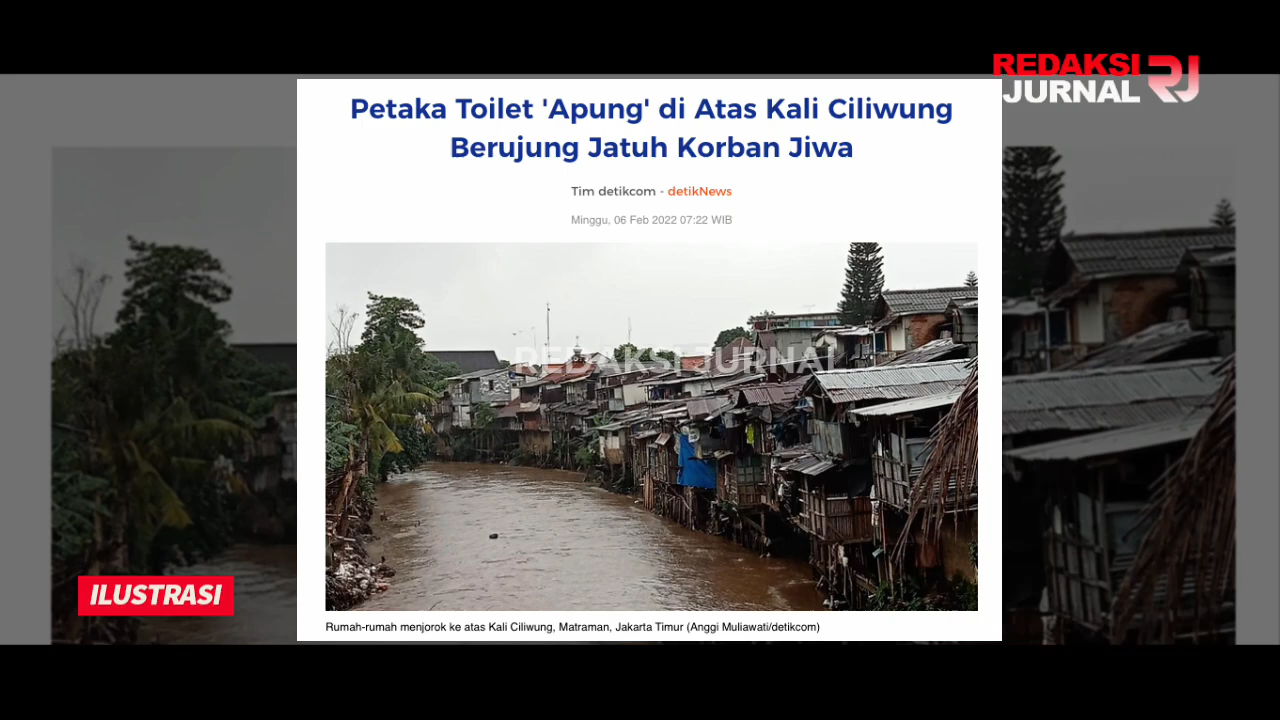 REDAKSI
JURNAL RJ
Petaka Toilet 'Apung' di Atas Kali Ciliwung
Berujung Jatuh Korban Jiwa
Tim detikcom - detikNews
Minggu, 06 Feb 2022 07:22 WIB
REDAKSI JURNAL
ILUSTRASI
Rumah-rumah menjorok ke atas Kali Ciliwung, Matraman, Jakarta Timur (Anggi Muliawati/detikcom)